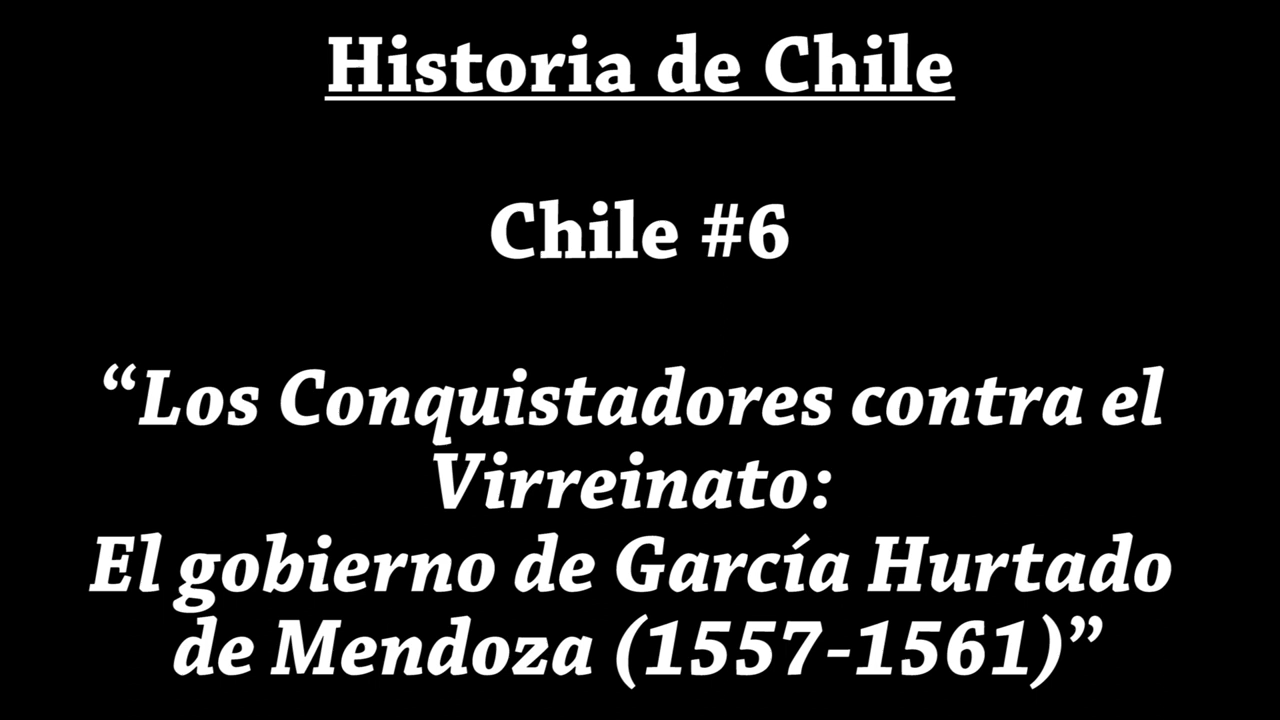 Historia de Chile
Chile #6
“Los Conquistadores contra el
Virreinato:
El gobierno de García Hurtado
de Mendoza (1557-1561)”